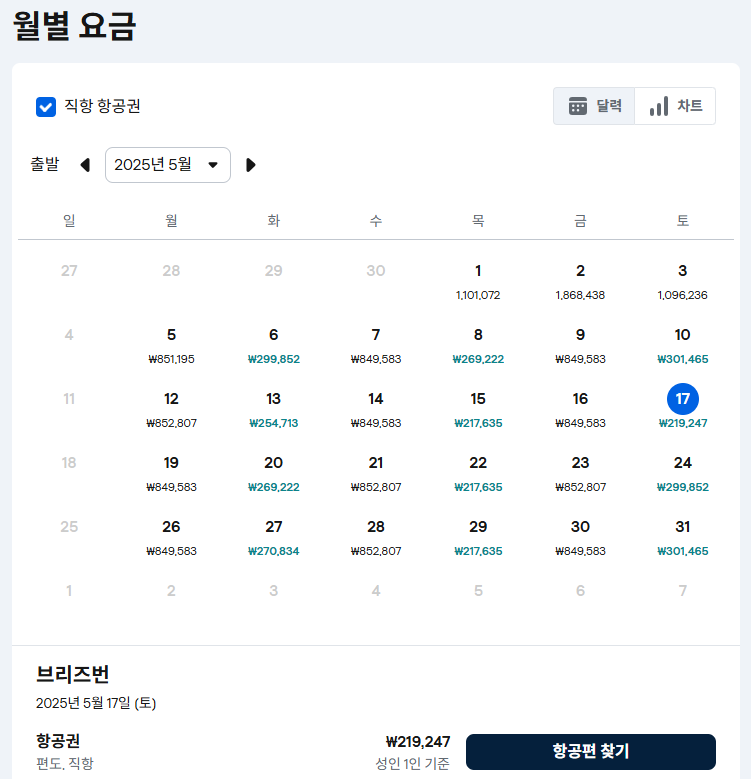 월별 요금
직항 항공권
달력 차트
출발 2025년 5월
일 월 화 수 목 금 토
27 28 29 30 1 2 3
1,101,072 1,868,438 1,096,236
4 5 6 7 8 9 10
₩851,195 ₩299,852 ₩849,583 ₩269,222 ₩849,583 ₩301,465
11 12 13 14 15 16 17
₩852,807 ₩254,713 ₩849,583 ₩217,635 ₩849,583 ₩219,247
18 19 20 21 22 23 24
₩849,583 ₩269,222 ₩852,807 ₩217,635 ₩852,807 ₩299,852
25 26 27 28 29 30 31
₩849,583 ₩270,834 ₩852,807 ₩217,635 ₩849,583 ₩301,465
1 2 3 4 5 6 7
브리즈번
2025년 5월 17일 (토)
항공권 ₩219,247 항공편 찾기
편도, 직항 성인 1인 기준